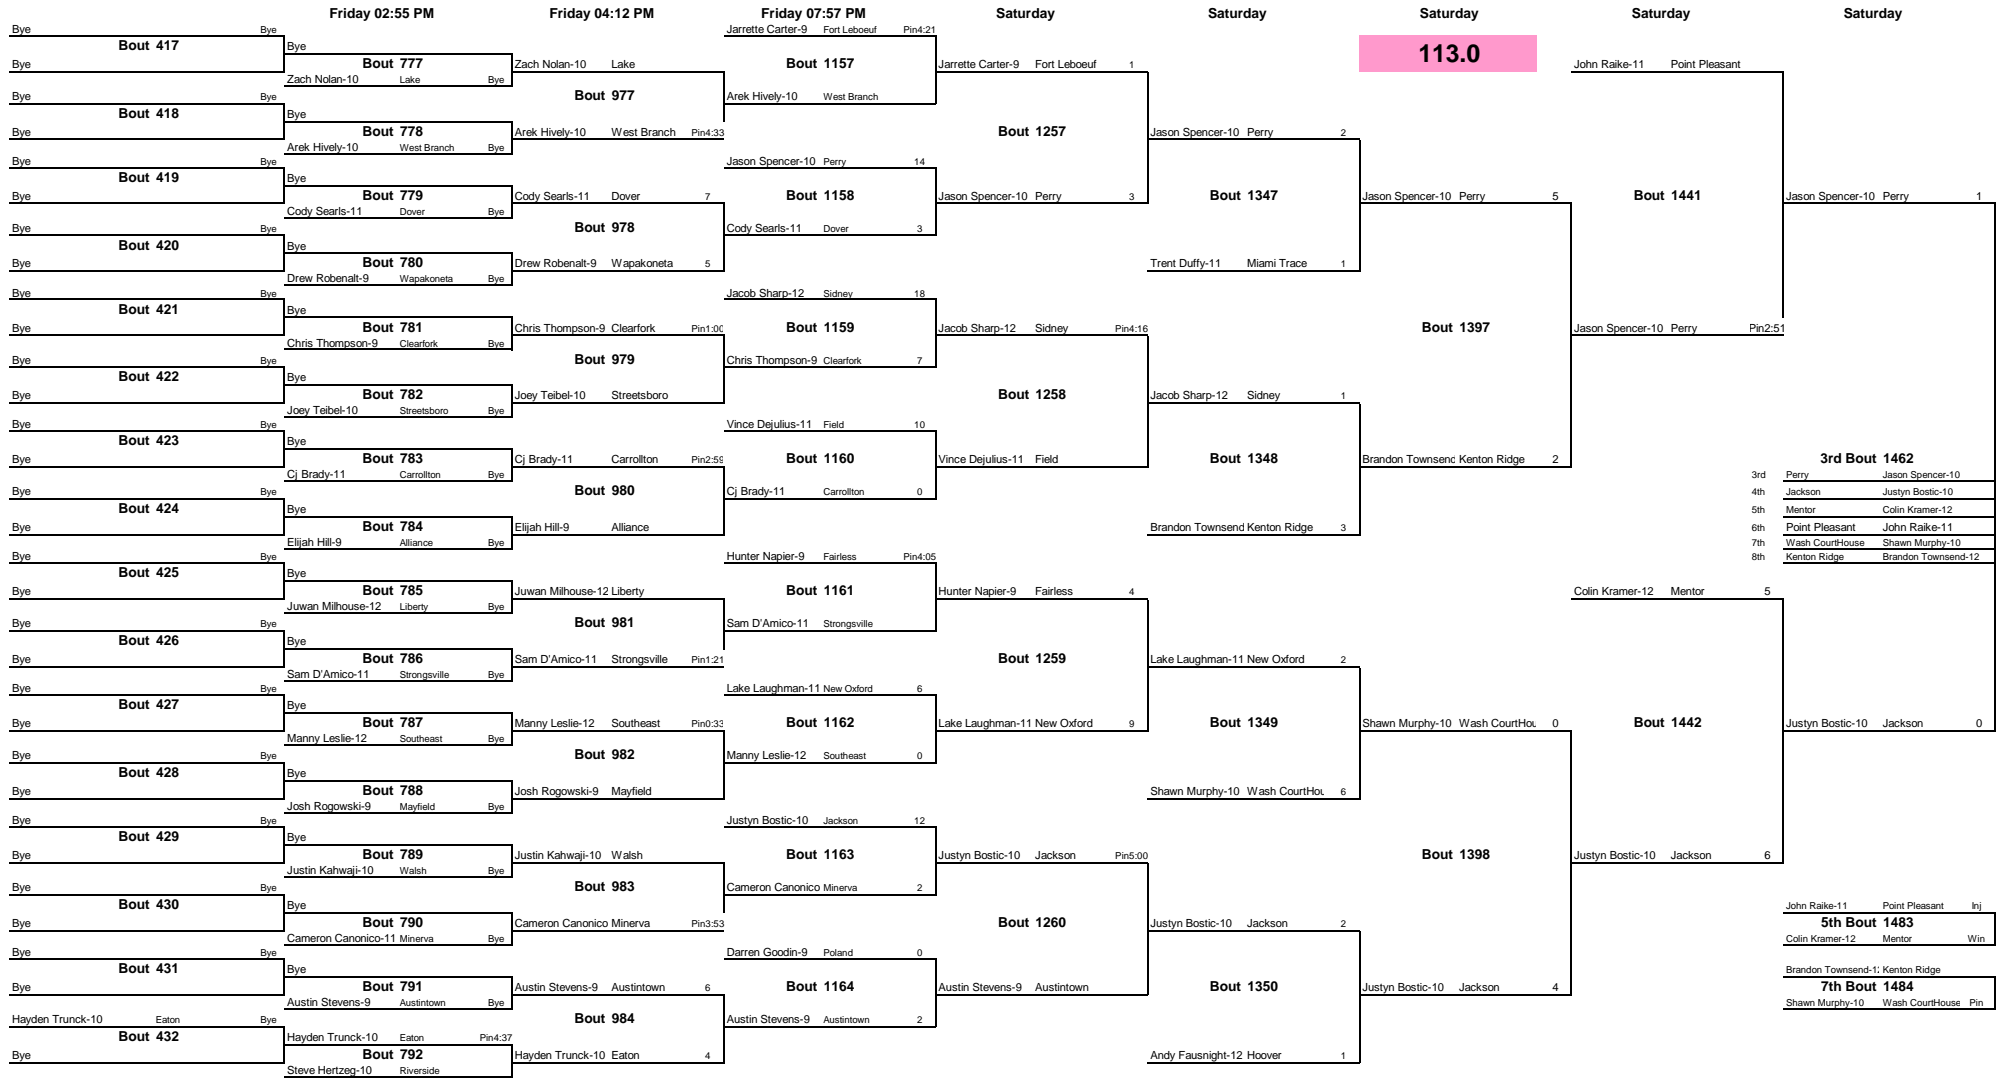 Friday 02:55 PM Friday 04:12 PM Friday 07:57 PM Saturday Saturday Saturday Saturday Saturday
Bye Bye
Bout 417
Bye
Bye Bye
Bout 418
Bye
Bye Bye
Bout 419
Bye
Bye Bye
Bout 420
Bye
Bye Bye
Bout 421
Bye
Bye Bye
Bout 422
Bye
Bye Bye
Bout 423
Bye
Bye Bye
Bout 424
Bye
Bye Bye
Bout 425
Bye
Bye Bye
Bout 426
Bye
Bye Bye
Bout 427
Bye
Bye Bye
Bout 428
Bye
Bye Bye
Bout 429
Bye
Bye Bye
Bout 430
Bye
Bye Bye
Bout 431
Bye
Hayden Trunck-10 Eaton Bye
Bout 432
Bye
Bye
Bout 777
Zach Nolan-10 Lake Bye
Bye
Bout 778
Arek Hively-10 West Branch Bye
Bye
Bout 779
Cody Searls-11 Dover Bye
Bye
Bout 780
Drew Robenalt-9 Wapakoneta Bye
Bye
Bout 781
Chris Thompson-9 Clearfork Bye
Bye
Bout 782
Joey Teibel-10 Streetsboro Bye
Bye
Bout 783
Cj Brady-11 Carrollton Bye
Bye
Bout 784
Elijah Hill-9 Alliance Bye
Bye
Bout 785
Juwan Milhouse-12 Liberty Bye
Bye
Bout 786
Sam D'Amico-11 Strongsville Bye
Bye
Bout 787
Manny Leslie-12 Southeast Bye
Bye
Bout 788
Josh Rogowski-9 Mayfield Bye
Bye
Bout 789
Justin Kahwaji-10 Walsh Bye
Bye
Bout 790
Cameron Canonico-11 Minerva Bye
Bye
Bout 791
Austin Stevens-9 Austintown Bye
Hayden Trunck-10 Eaton Pin4:37
Bout 792
Steve Hertzeg-10 Riverside
Zach Nolan-10 Lake
Bout 977
Arek Hively-10 West Branch Pin4:33
Cody Searls-11 Dover 7
Bout 978
Drew Robenalt-9 Wapakoneta 5
Chris Thompson-9 Clearfork Pin1:00
Bout 979
Joey Teibel-10 Streetsboro
Cj Brady-11 Carrollton Pin2:59
Bout 980
Elijah Hill-9 Alliance
Juwan Milhouse-12 Liberty
Bout 981
Sam D'Amico-11 Strongsville Pin1:21
Manny Leslie-12 Southeast Pin0:33
Bout 982
Josh Rogowski-9 Mayfield
Justin Kahwaji-10 Walsh
Bout 983
Cameron Canonico Minerva Pin3:53
Austin Stevens-9 Austintown 6
Bout 984
Hayden Trunck-10 Eaton 4
Jarrette Carter-9 Fort Leboeuf Pin4:21
Bout 1157
Arek Hively-10 West Branch
Jason Spencer-10 Perry 14
Bout 1158
Cody Searls-11 Dover 3
Jacob Sharp-12 Sidney 18
Bout 1159
Chris Thompson-9 Clearfork 7
Vince Dejulius-11 Field 10
Bout 1160
Cj Brady-11 Carrollton 0
Hunter Napier-9 Fairless Pin4:05
Bout 1161
Sam D'Amico-11 Strongsville
Lake Laughman-11 New Oxford 6
Bout 1162
Manny Leslie-12 Southeast 0
Justyn Bostic-10 Jackson 12
Bout 1163
Cameron Canonico Minerva 2
Darren Goodin-9 Poland 0
Bout 1164
Austin Stevens-9 Austintown 2
Jarrette Carter-9 Fort Leboeuf 1
Bout 1257
Jason Spencer-10 Perry 3
Jacob Sharp-12 Sidney Pin4:16
Bout 1258
Vince Dejulius-11 Field
Hunter Napier-9 Fairless 4
Bout 1259
Lake Laughman-11 New Oxford 9
Justyn Bostic-10 Jackson Pin5:00
Bout 1260
Austin Stevens-9 Austintown
Jason Spencer-10 Perry 2
Bout 1347
Trent Duffy-11 Miami Trace 1
Jacob Sharp-12 Sidney 1
Bout 1348
Brandon Townsend Kenton Ridge 3
Lake Laughman-11 New Oxford 2
Bout 1349
Shawn Murphy-10 Wash CourtHou 6
Justyn Bostic-10 Jackson 2
Bout 1350
Andy Fausnight-12 Hoover 1
113.0
Jason Spencer-10 Perry 5
Bout 1397
Brandon Townsend Kenton Ridge 2
Shawn Murphy-10 Wash CourtHou 0
Bout 1398
Justyn Bostic-10 Jackson 4
John Raike-11 Point Pleasant
Bout 1441
Jason Spencer-10 Perry Pin2:51
Colin Kramer-12 Mentor 5
Bout 1442
Justyn Bostic-10 Jackson 6
Jason Spencer-10 Perry 1
3rd Bout 1462
3rd Perry Jason Spencer-10
4th Jackson Justyn Bostic-10
5th Mentor Colin Kramer-12
6th Point Pleasant John Raike-11
7th Wash CourtHouse Shawn Murphy-10
8th Kenton Ridge Brandon Townsend-12
Justyn Bostic-10 Jackson 0
John Raike-11 Point Pleasant Inj
5th Bout 1483
Colin Kramer-12 Mentor Win
Brandon Townsend-1 Kenton Ridge
7th Bout 1484
Shawn Murphy-10 Wash CourtHouse Pin